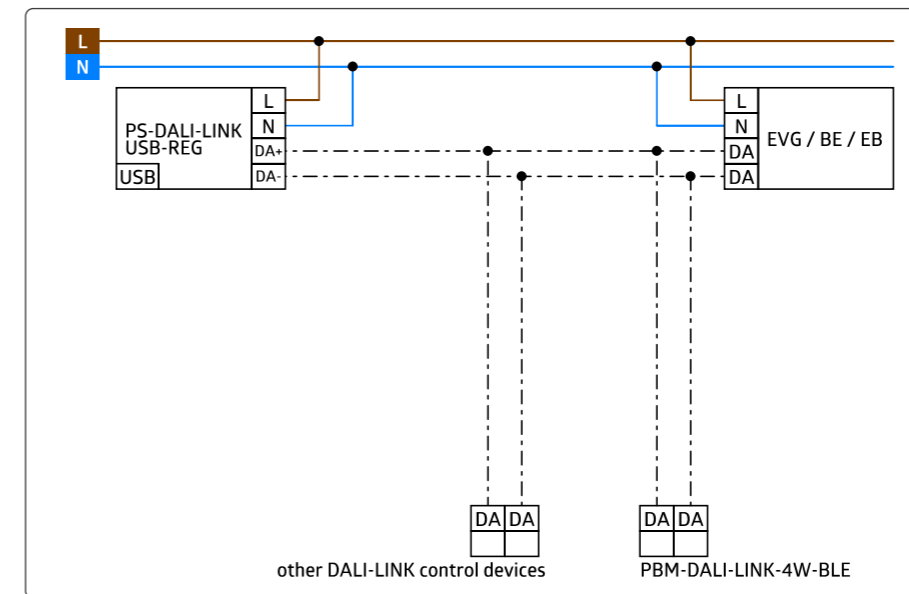 L
N
PS-DALI-LINK
USB-REG
USB
L
N
DA+
DA-
L
N
DA
DA
EVG / BE / EB
DA DA
DA DA
other DALI-LINK control devices
PBM-DALI-LINK-4W-BLE